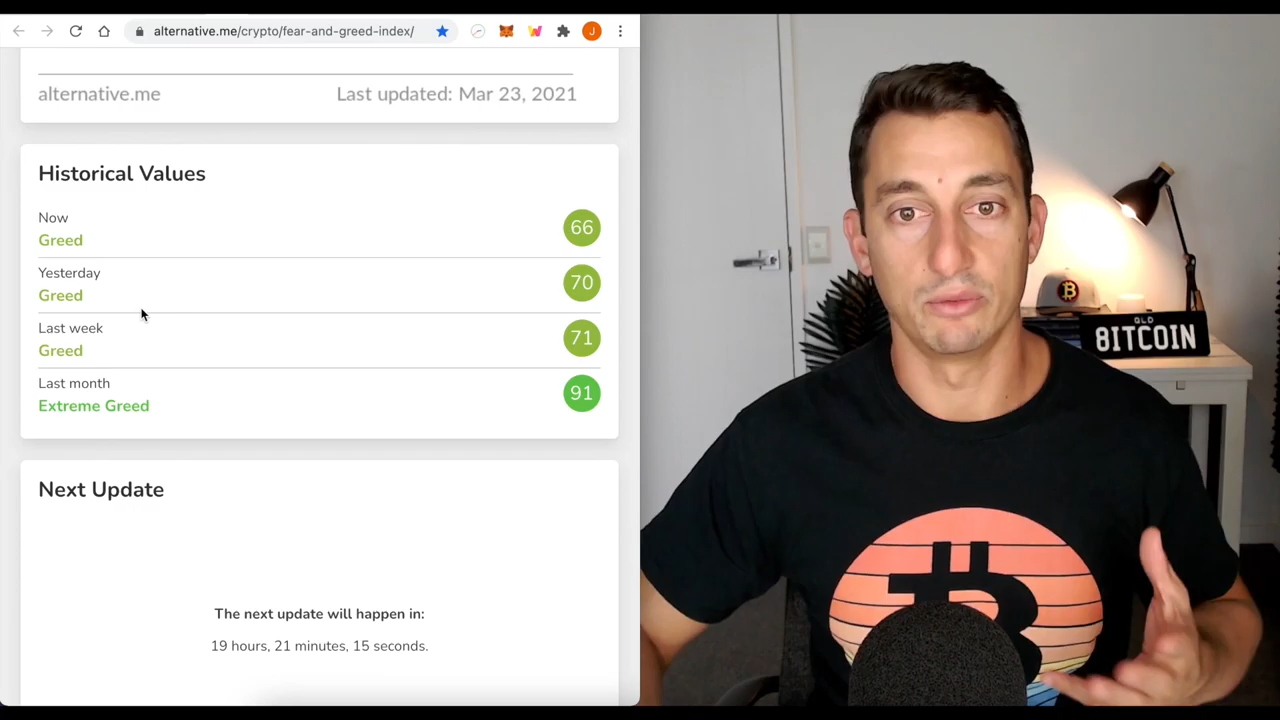 alternative.me/crypto/fear-and-greed-index/
J
alternative.me
Last updated: Mar 23, 2021
Historical Values
Now
Greed
66
Yesterday
Greed
70
Last week
Greed
71
Last month
Extreme Greed
91
Next Update
The next update will happen in:
19 hours, 21 minutes, 15 seconds.
QLD
8ITCOIN